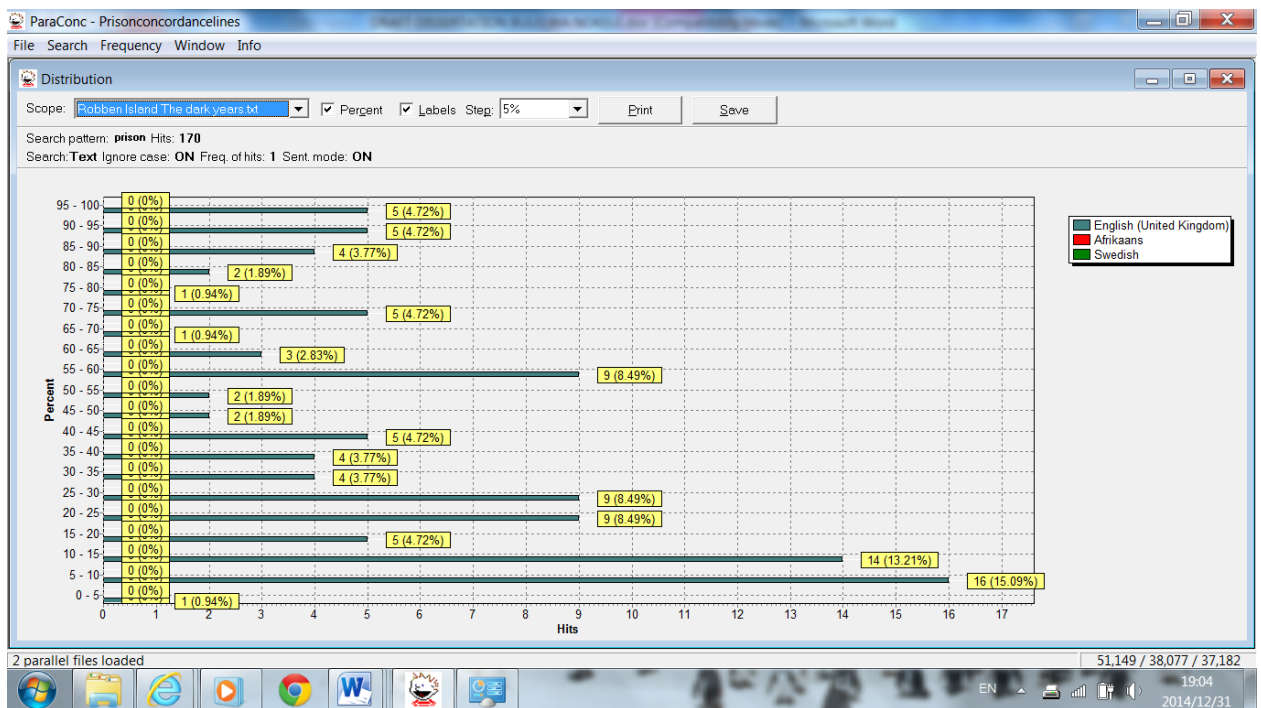 ParaConc - Prisonconcordancelines
File Search Frequency Window Info
Distribution
Scope: Robben Island The dark years.txt Percent Labels Step: 5% Print Save
Search pattern: prison Hits: 170
Search: Text Ignore case: ON Freq. of hits: 1 Sent. mode: ON
95 - 100 0 (0%) 5 (4.72%)
90 - 95 0 (0%) 5 (4.72%)
85 - 90 0 (0%) 4 (3.77%)
80 - 85 0 (0%) 2 (1.89%)
75 - 80 0 (0%) 1 (0.94%)
70 - 75 0 (0%) 5 (4.72%)
65 - 70 0 (0%) 1 (0.94%)
60 - 65 0 (0%) 3 (2.83%)
55 - 60 0 (0%) 9 (8.49%)
50 - 55 0 (0%) 2 (1.89%)
45 - 50 0 (0%) 2 (1.89%)
40 - 45 0 (0%) 5 (4.72%)
35 - 40 0 (0%) 4 (3.77%)
30 - 35 0 (0%) 4 (3.77%)
25 - 30 0 (0%) 9 (8.49%)
20 - 25 0 (0%) 9 (8.49%)
15 - 20 0 (0%) 5 (4.72%)
10 - 15 0 (0%) 14 (13.21%)
5 - 10 0 (0%) 16 (15.09%)
0 - 5 0 (0%) 1 (0.94%)
Percent
0 1 2 3 4 5 6 7 8 9 10 11 12 13 14 15 16 17
Hits
English (United Kingdom)
Afrikaans
Swedish
2 parallel files loaded 51,149 / 38,077 / 37,182
EN 19:04
2014/12/31